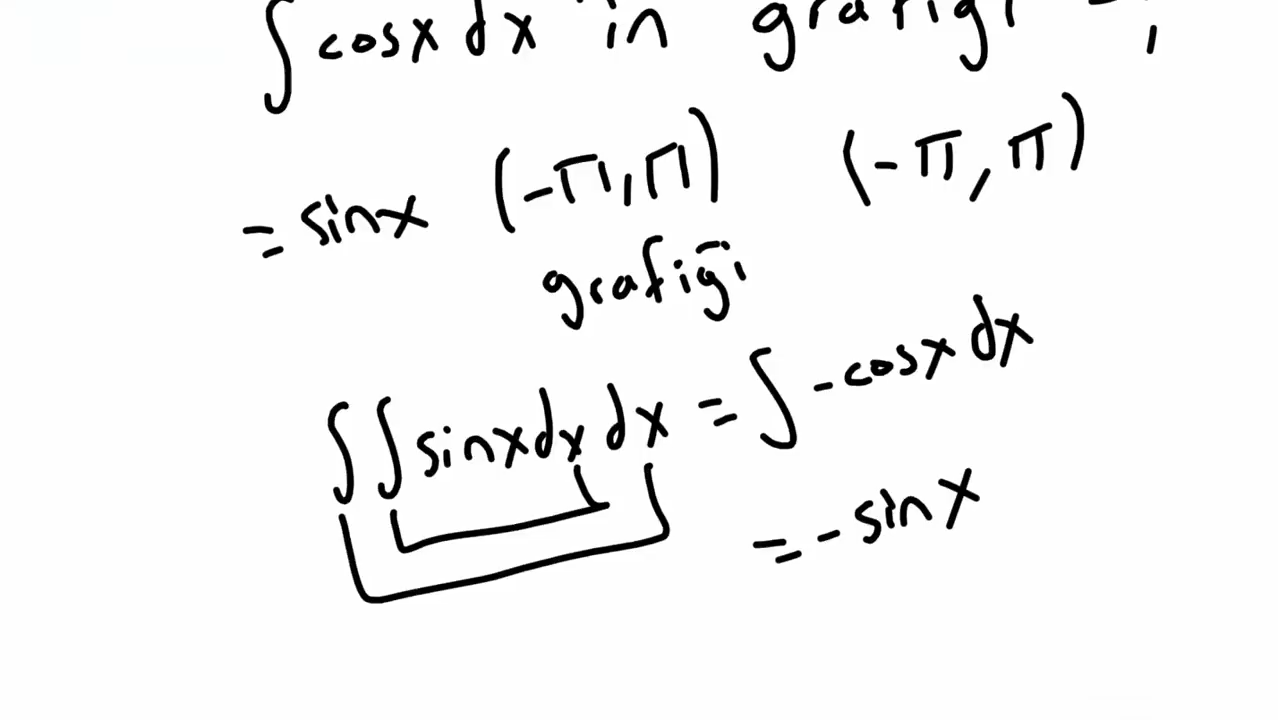 ∫ cosx dx in grafiği
= sinx (-π, π) (-π, π)
grafiği
∫∫ sinx dx dx = ∫ -cosx dx
= - sinx